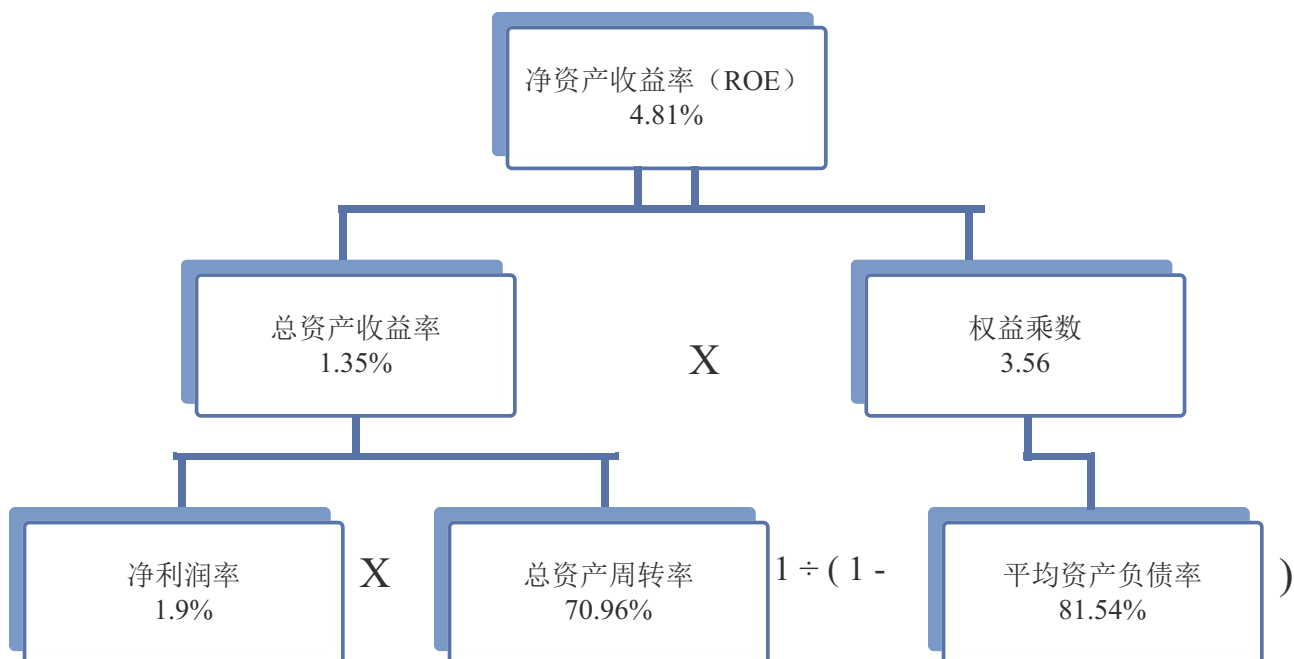 净资产收益率（ROE）
4.81%
总资产收益率
1.35%
X
权益乘数
3.56
净利润率
1.9%
X
总资产周转率
70.96%
1 ÷ ( 1 -
平均资产负债率
81.54%
)